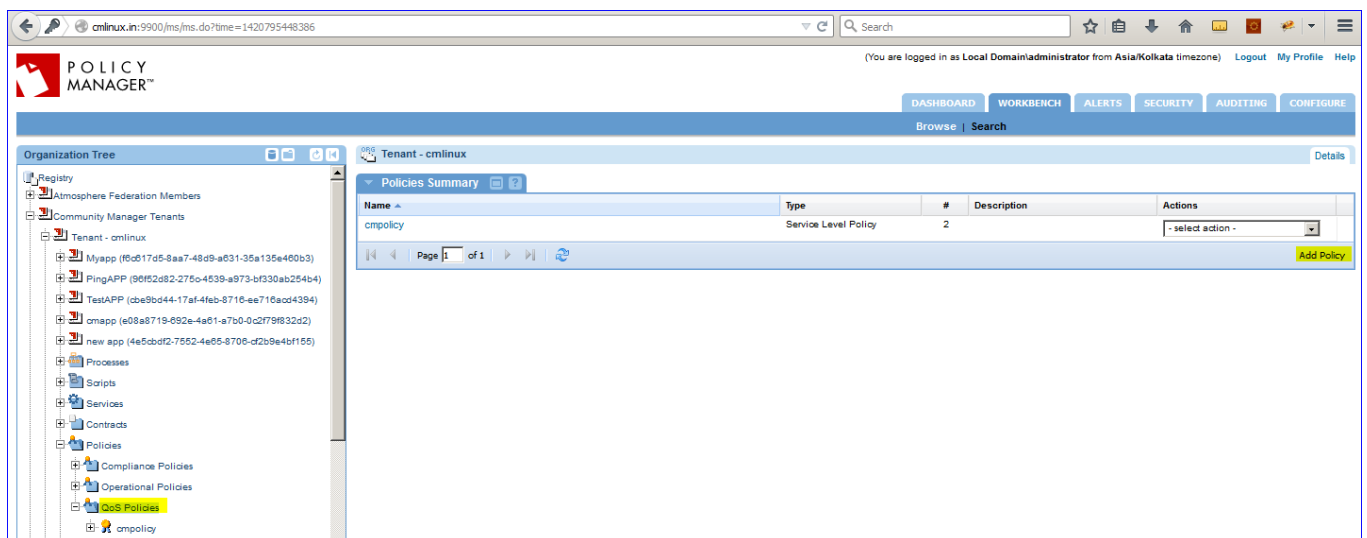 cmlinux.in:9900/ms/ms.do?time=1420795448386
Search
POLICY
MANAGER™
(You are logged in as Local Domain\administrator from Asia/Kolkata timezone) Logout My Profile Help
DASHBOARD WORKBENCH ALERTS SECURITY AUDITING CONFIGURE
Browse | Search
Organization Tree
Registry
Atmosphere Federation Members
Community Manager Tenants
Tenant - cmlinux
Myapp (f6c617d5-8aa7-48d9-a631-35a135e460b3)
PingAPP (96f52d82-275c-4539-a973-bf330ab254b4)
TestAPP (cbe9bd44-17af-4feb-8716-ee716acd4394)
cmapp (e08a8719-692e-4a61-a7b0-0c2f79f832d2)
new app (4e5cbdf2-7552-4e65-8706-cf2b9e4bf155)
Processes
Scripts
Services
Contracts
Policies
Compliance Policies
Operational Policies
QoS Policies
cmpolicy
ORG Tenant - cmlinux
Details
Policies Summary ?
Name Type # Description Actions
cmpolicy Service Level Policy 2 - select action -
Page 1 of 1 Add Policy